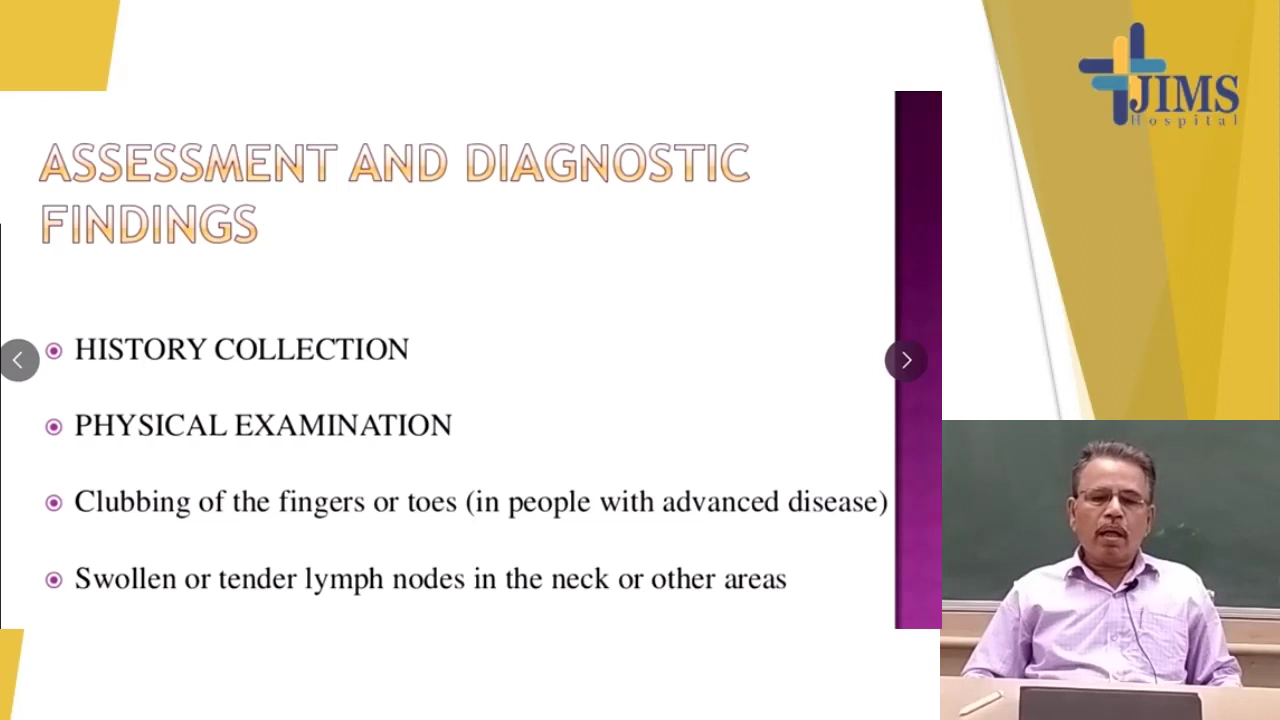 JIMS
Hospital
ASSESSMENT AND DIAGNOSTIC
FINDINGS
HISTORY COLLECTION
PHYSICAL EXAMINATION
Clubbing of the fingers or toes (in people with advanced disease)
Swollen or tender lymph nodes in the neck or other areas